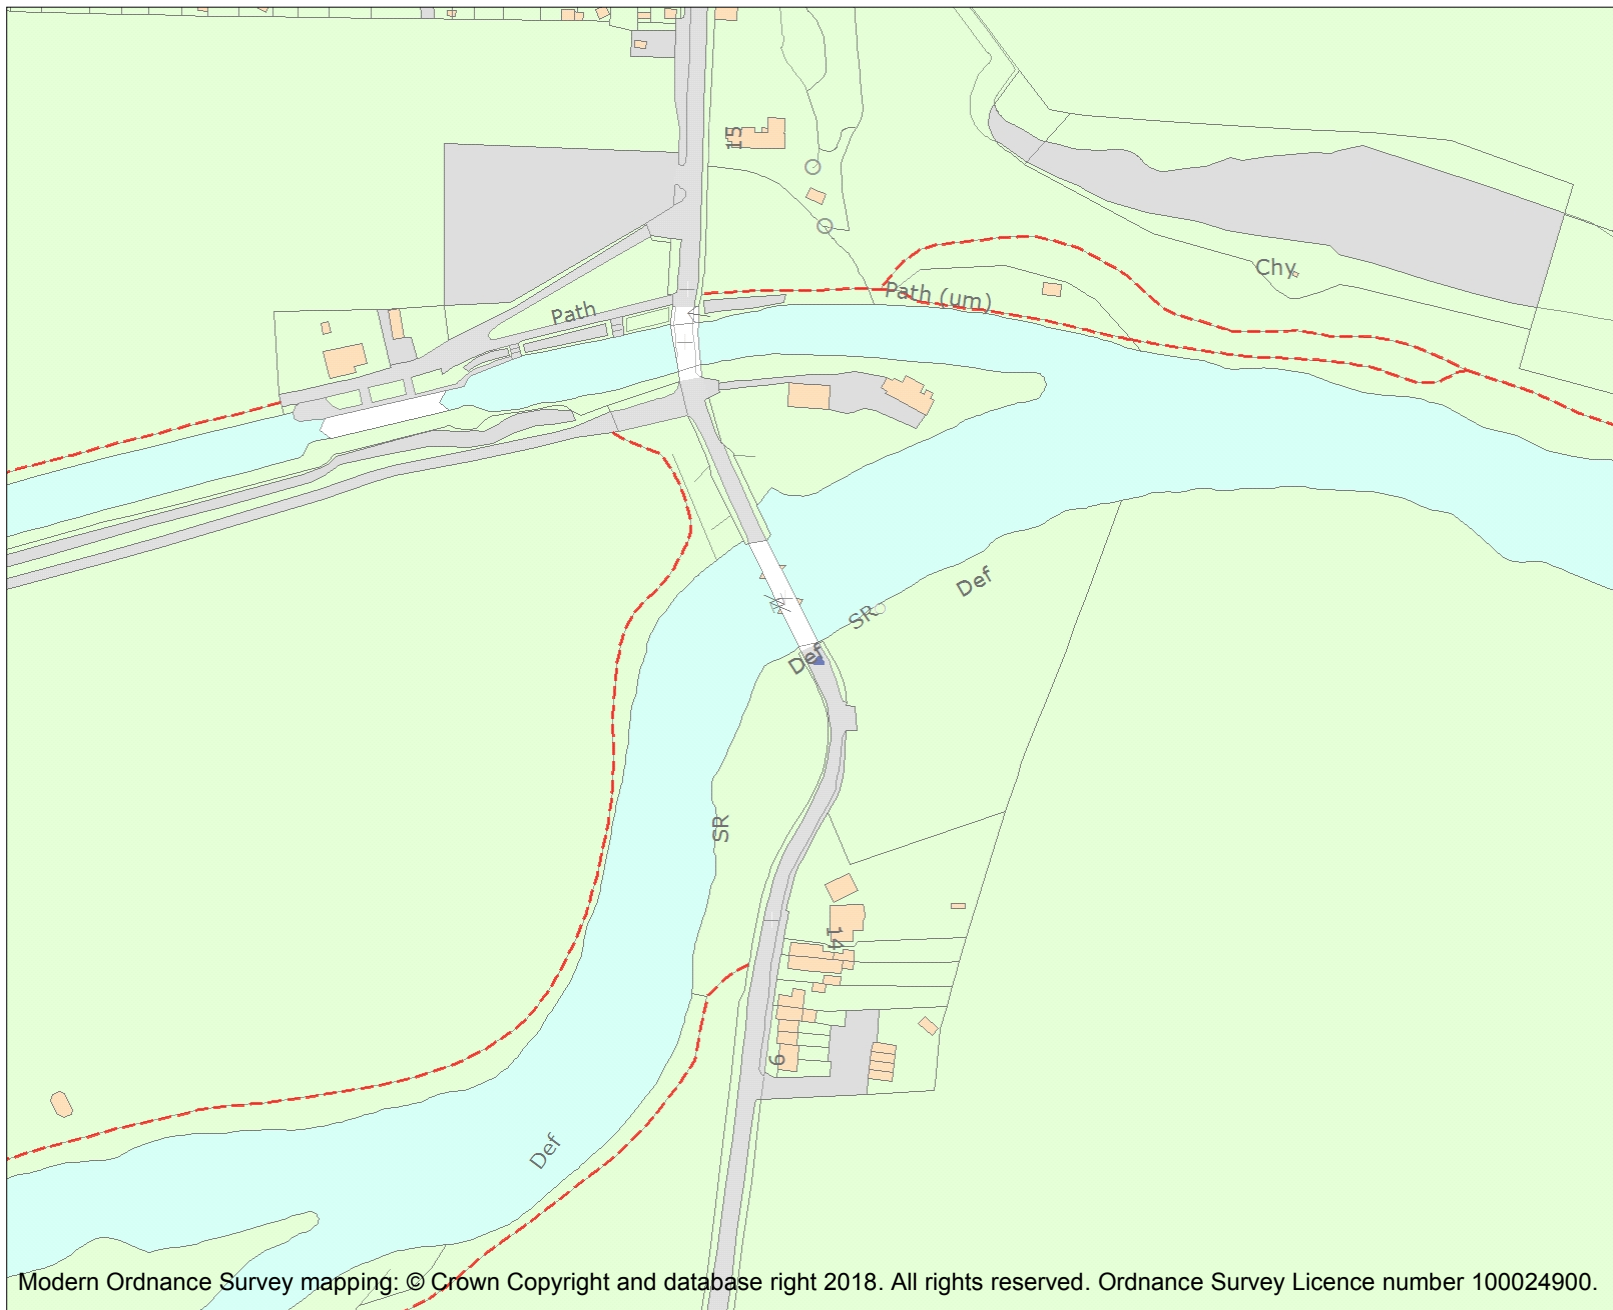 15
Chy
Path (um)
Path
Def
SR
Def
SR
14
9
Def
Modern Ordnance Survey mapping: © Crown Copyright and database right 2018. All rights reserved. Ordnance Survey Licence number 100024900.